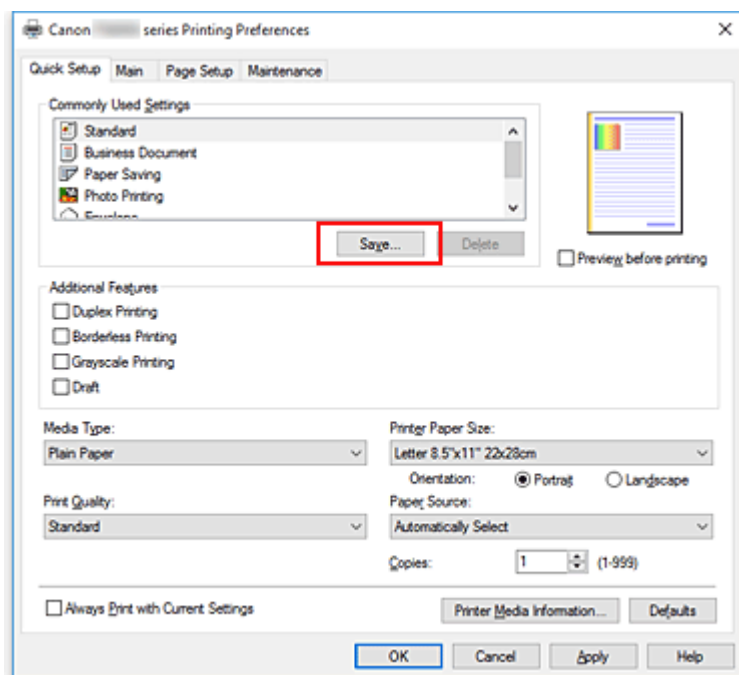 Canon series Printing Preferences
Quick Setup Main Page Setup Maintenance
Commonly Used Settings
Standard
Business Document
Paper Saving
Photo Printing
Envelope
Save... Delete
Preview before printing
Additional Features
Duplex Printing
Borderless Printing
Grayscale Printing
Draft
Media Type: Printer Paper Size:
Plain Paper Letter 8.5"x11" 22x28cm
Orientation: Portrait Landscape
Print Quality: Paper Source:
Standard Automatically Select
Copies: 1 (1-999)
Always Print with Current Settings Printer Media Information... Defaults
OK Cancel Apply Help